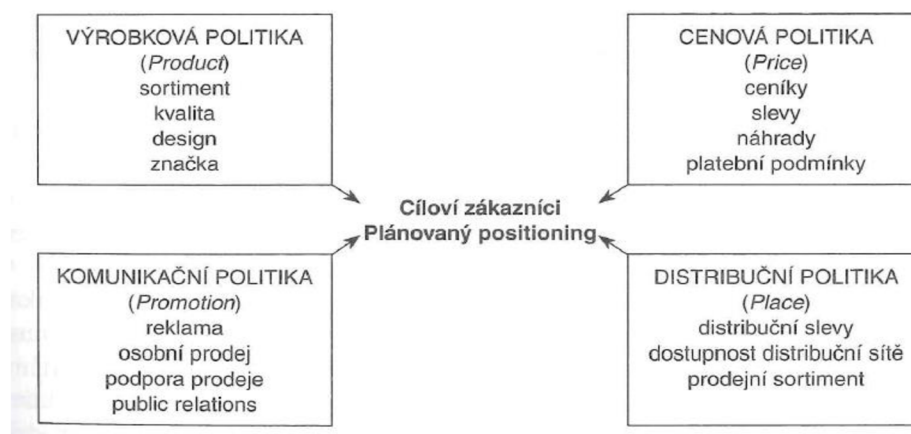 VÝROBKOVÁ POLITIKA
(Product)
sortiment
kvalita
design
značka
CENOVÁ POLITIKA
(Price)
ceníky
slevy
náhrady
platební podmínky
Cíloví zákazníci
Plánovaný positioning
KOMUNIKAČNÍ POLITIKA
(Promotion)
reklama
osobní prodej
podpora prodeje
public relations
DISTRIBUČNÍ POLITIKA
(Place)
distribuční slevy
dostupnost distribuční sítě
prodejní sortiment